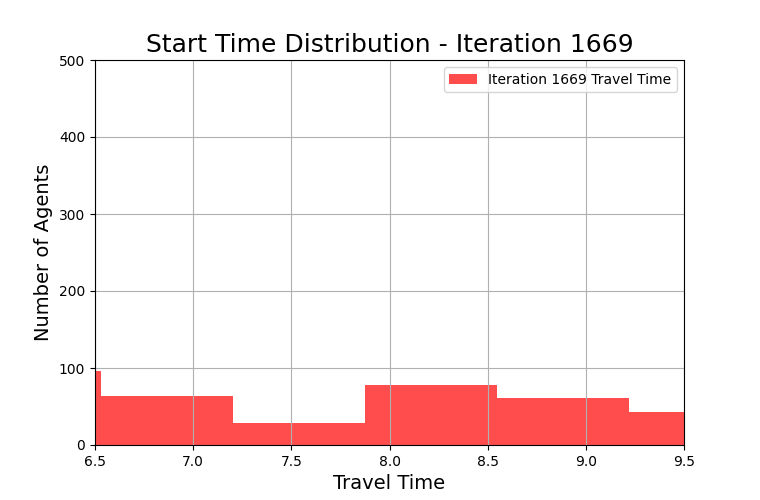 Start Time Distribution - Iteration 1669
Iteration 1669 Travel Time
Number of Agents
500
400
300
200
100
0
6.5 7.0 7.5 8.0 8.5 9.0 9.5
Travel Time